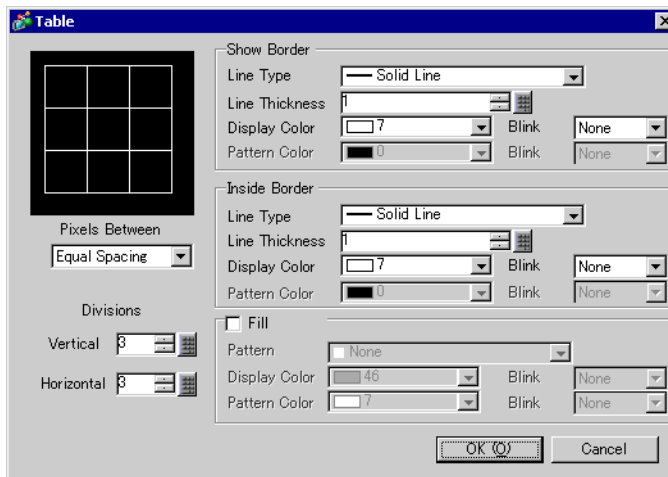 Table
Pixels Between
Equal Spacing
Divisions
Vertical 3
Horizontal 3
Show Border
Line Type Solid Line
Line Thickness 1
Display Color 7 Blink None
Pattern Color 0 Blink None
Inside Border
Line Type Solid Line
Line Thickness 1
Display Color 7 Blink None
Pattern Color 0 Blink None
Fill
Pattern None
Display Color 46 Blink None
Pattern Color 7 Blink None
OK (O) Cancel